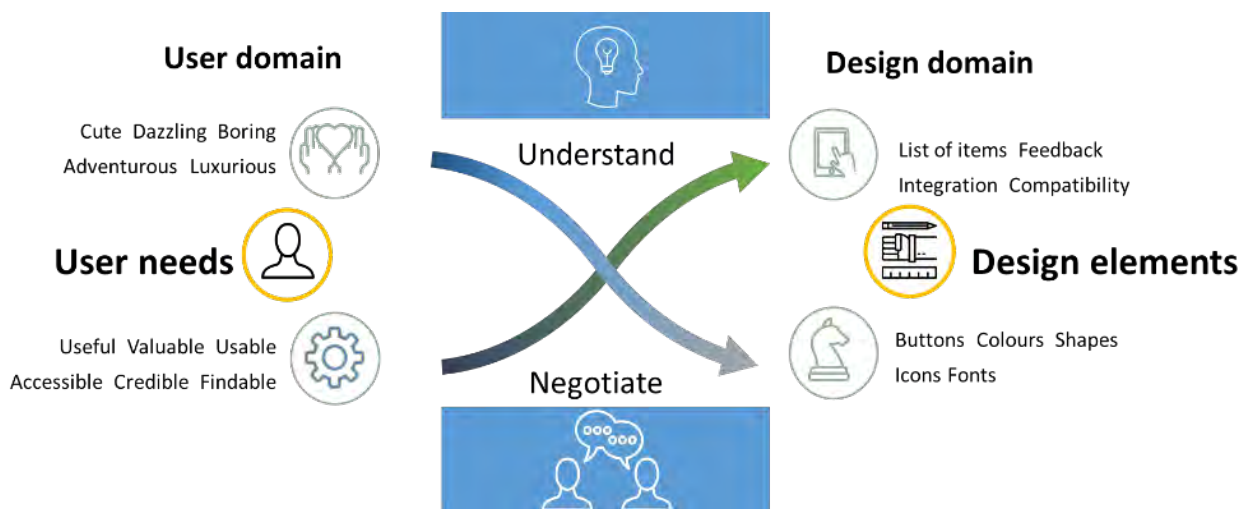 User domain
Cute Dazzling Boring
Adventurous Luxurious
User needs
Useful Valuable Usable
Accessible Credible Findable
Understand
Negotiate
Design domain
List of items Feedback
Integration Compatibility
Design elements
Buttons Colours Shapes
Icons Fonts